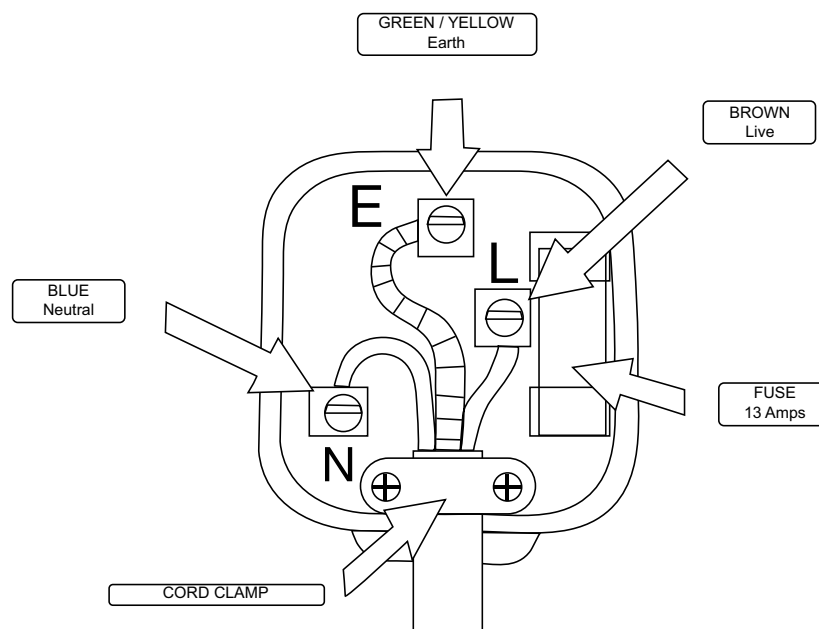 GREEN / YELLOW
Earth
BROWN
Live
E
L
BLUE
Neutral
FUSE
13 Amps
N
CORD CLAMP